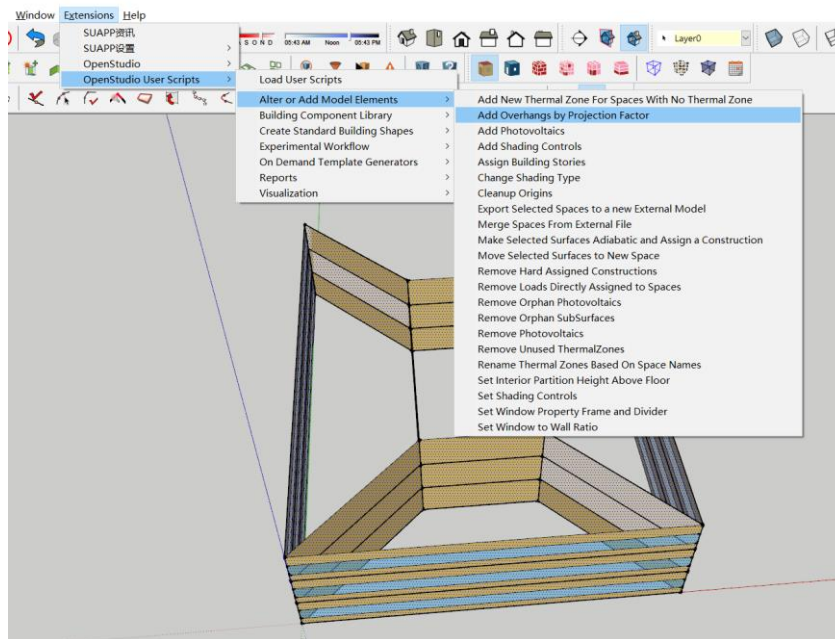 Window Extensions Help
SUAPP资讯
SUAPP设置
OpenStudio
OpenStudio User Scripts
S O N D 05:43 AM Noon 05:43 PM
Layer0
Load User Scripts
Alter or Add Model Elements
Building Component Library
Create Standard Building Shapes
Experimental Workflow
On Demand Template Generators
Reports
Visualization
Add New Thermal Zone For Spaces With No Thermal Zone
Add Overhangs by Projection Factor
Add Photovoltaics
Add Shading Controls
Assign Building Stories
Change Shading Type
Cleanup Origins
Export Selected Spaces to a new External Model
Merge Spaces From External File
Make Selected Surfaces Adiabatic and Assign a Construction
Move Selected Surfaces to New Space
Remove Hard Assigned Constructions
Remove Loads Directly Assigned to Spaces
Remove Orphan Photovoltaics
Remove Orphan SubSurfaces
Remove Photovoltaics
Remove Unused ThermalZones
Rename Thermal Zones Based On Space Names
Set Interior Partition Height Above Floor
Set Shading Controls
Set Window Property Frame and Divider
Set Window to Wall Ratio